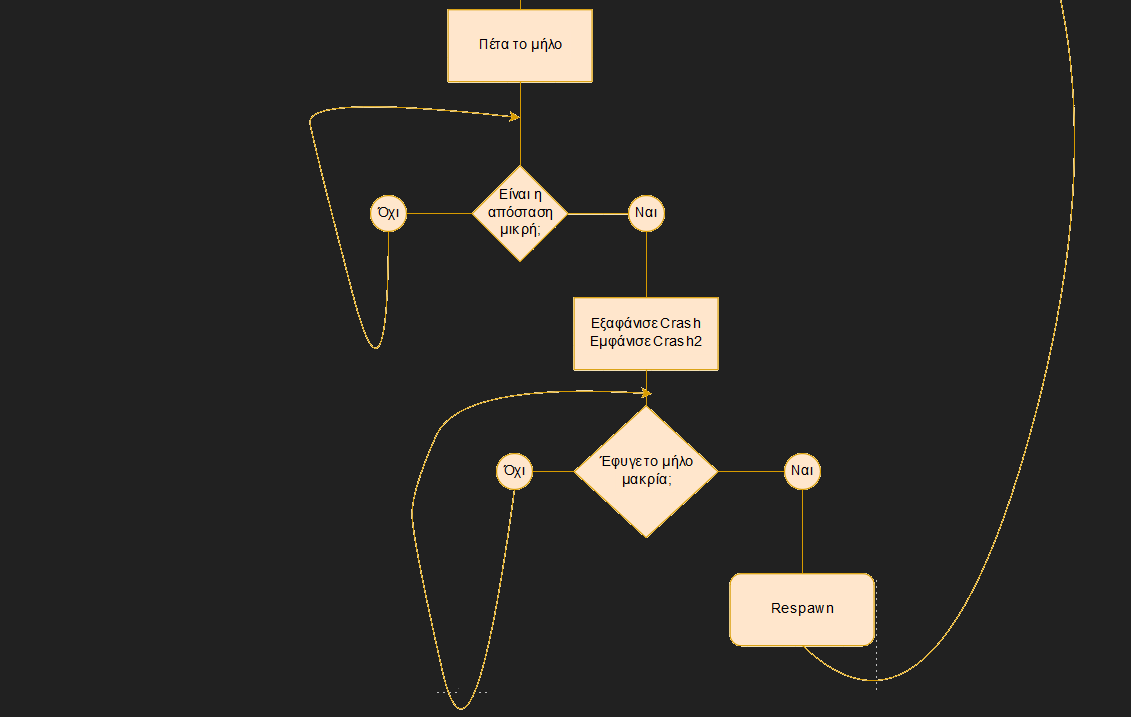 Πέτα το μήλο
Είναι η
απόσταση
μικρή;
Όχι
Ναι
Εξαφάνισε Crash
Εμφάνισε Crash2
Έφυγε το μήλο
μακρία;
Όχι
Ναι
Respawn